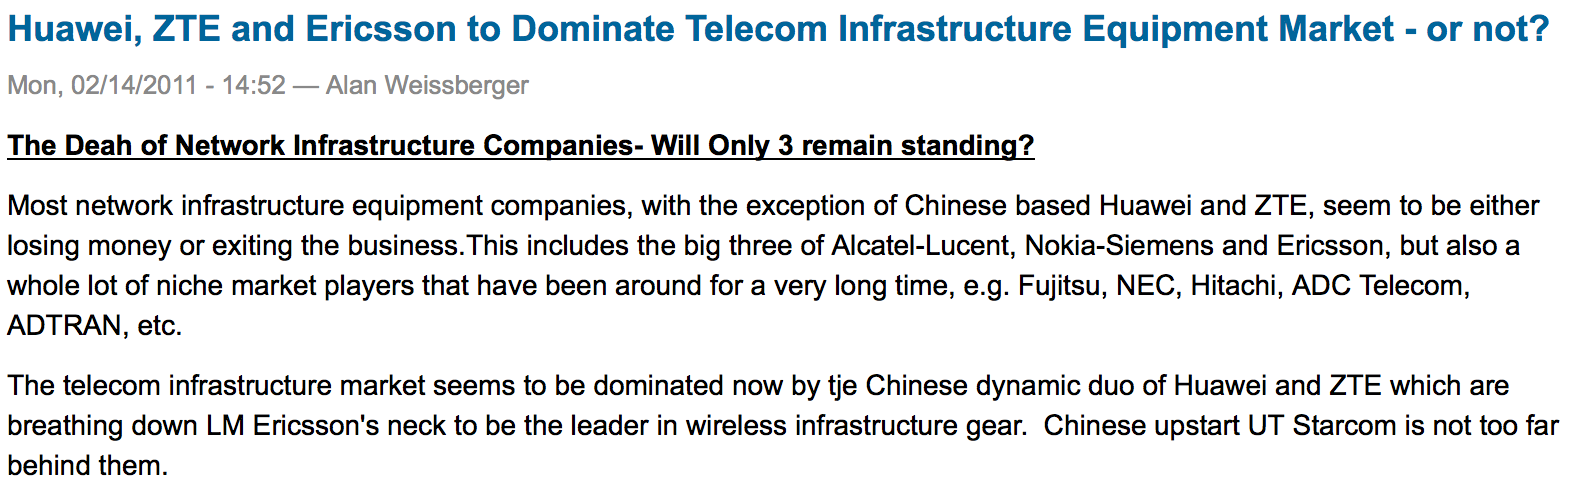 Huawei, ZTE and Ericsson to Dominate Telecom Infrastructure Equipment Market - or not?
Mon, 02/14/2011 - 14:52 — Alan Weissberger
The Deah of Network Infrastructure Companies- Will Only 3 remain standing?
Most network infrastructure equipment companies, with the exception of Chinese based Huawei and ZTE, seem to be either
losing money or exiting the business.This includes the big three of Alcatel-Lucent, Nokia-Siemens and Ericsson, but also a
whole lot of niche market players that have been around for a very long time, e.g. Fujitsu, NEC, Hitachi, ADC Telecom,
ADTRAN, etc.
The telecom infrastructure market seems to be dominated now by tje Chinese dynamic duo of Huawei and ZTE which are
breathing down LM Ericsson's neck to be the leader in wireless infrastructure gear.  Chinese upstart UT Starcom is not too far
behind them.